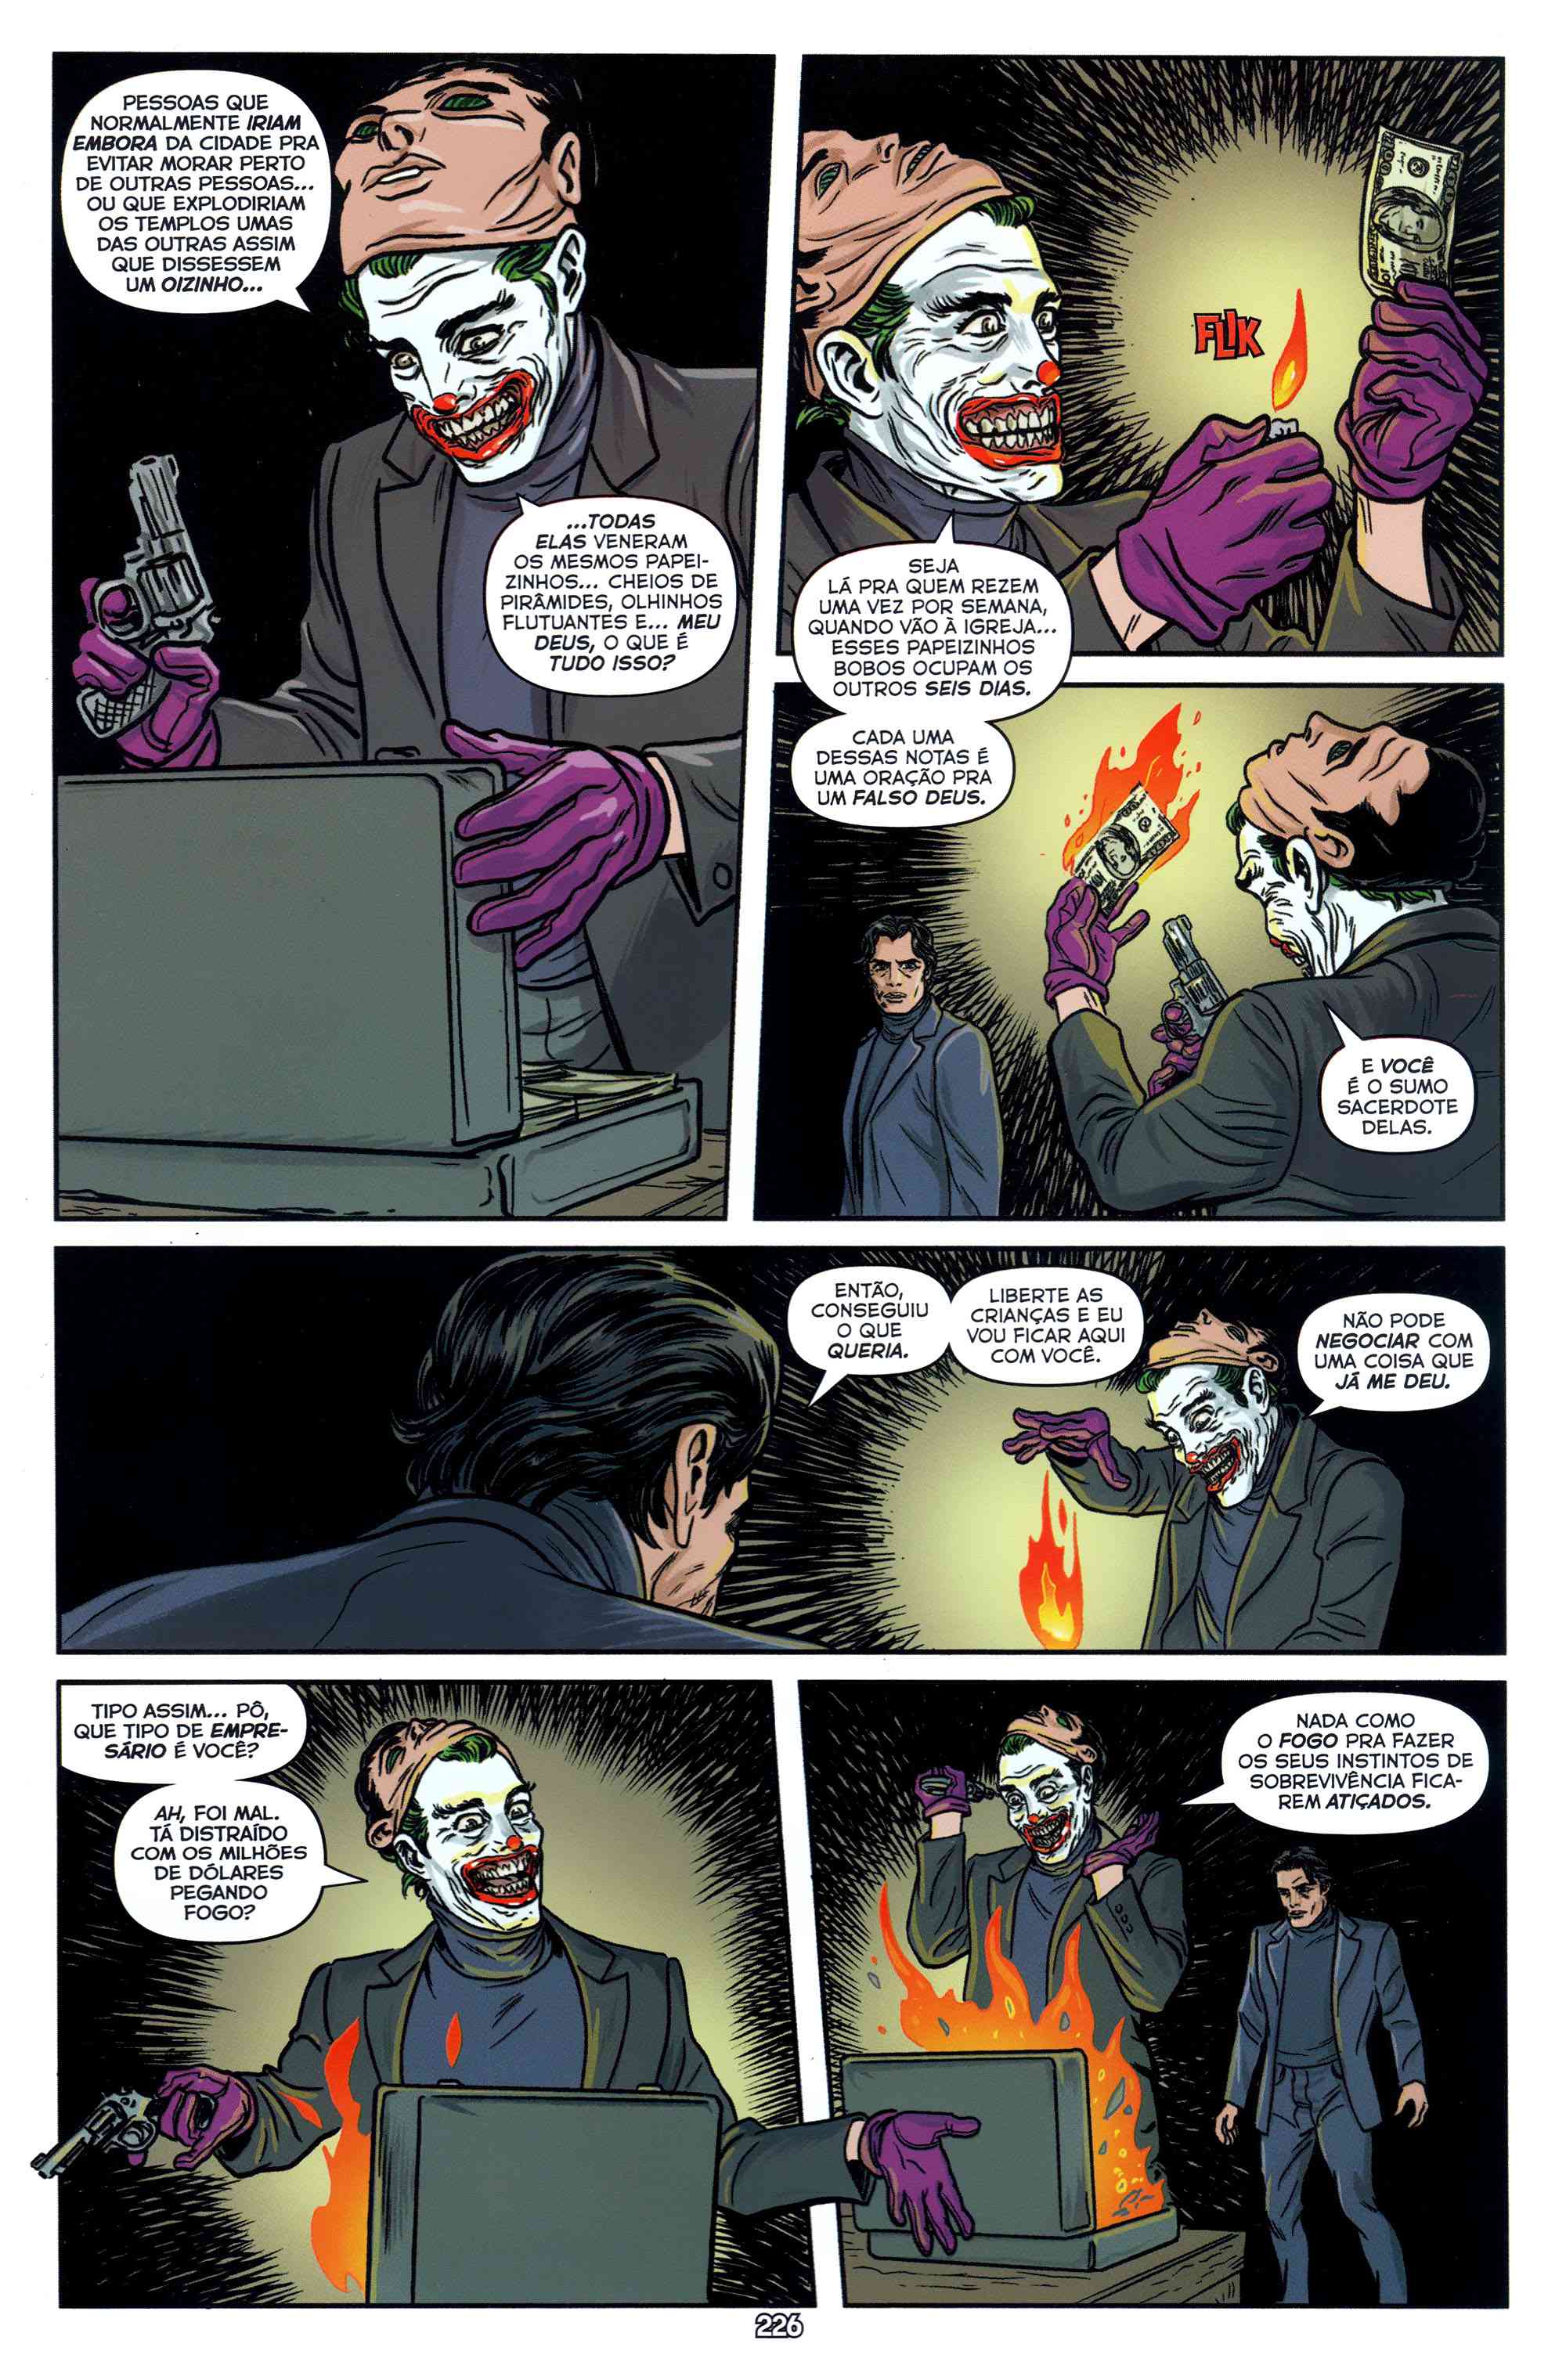 PESSOAS QUE
NORMALMENTE IRIAM
EMBORA DA CIDADE PRA
EVITAR MORAR PERTO
DE OUTRAS PESSOAS...
OU QUE EXPLODIRIAM
OS TEMPLOS UMAS
DAS OUTRAS ASSIM
QUE DISSESSEM
UM OIZINHO...
...TODAS
ELAS VENERAM
OS MESMOS PAPEI-
ZINHOS... CHEIOS DE
PIRÂMIDES, OLHINHOS
FLUTUANTES E... MEU
DEUS, O QUE É
TUDO ISSO?
FLIK
SEJA
LÁ PRA QUEM REZEM
UMA VEZ POR SEMANA,
QUANDO VÃO À IGREJA...
ESSES PAPEIZINHOS
BOBOS OCUPAM OS
OUTROS SEIS DIAS.
CADA UMA
DESSAS NOTAS É
UMA ORAÇÃO PRA
UM FALSO DEUS.
E VOCÊ
É O SUMO
SACERDOTE
DELAS.
ENTÃO,
CONSEGUIU
O QUE
QUERIA.
LIBERTE AS
CRIANÇAS E EU
VOU FICAR AQUI
COM VOCÊ.
NÃO PODE
NEGOCIAR COM
UMA COISA QUE
JÁ ME DEU.
TIPO ASSIM... PÔ,
QUE TIPO DE EMPRE-
SÁRIO É VOCÊ?
AH, FOI MAL.
TÁ DISTRAÍDO
COM OS MILHÕES
DE DÓLARES
PEGANDO
FOGO?
NADA COMO
O FOGO PRA FAZER
OS SEUS INSTINTOS DE
SOBREVIVÊNCIA FICA-
REM ATIÇADOS.
226